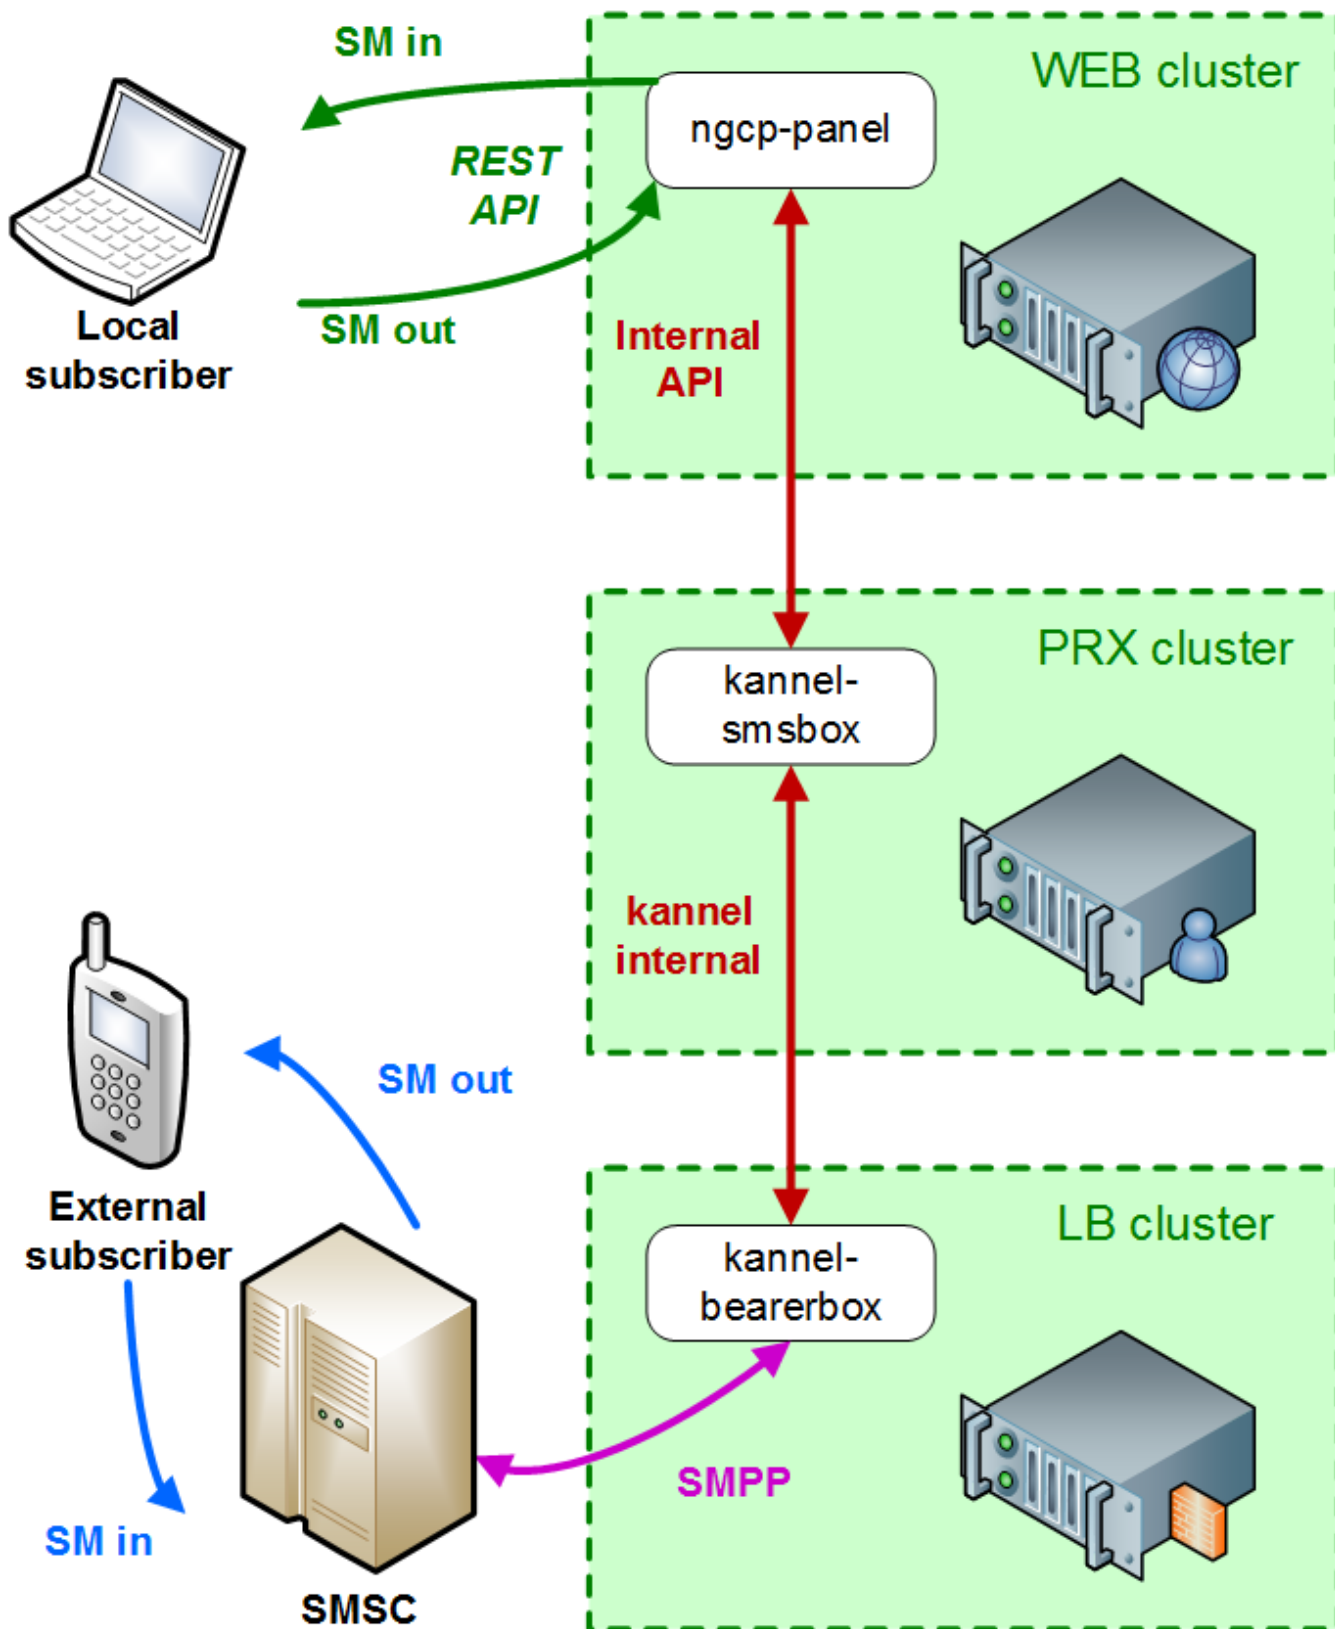 SM in
WEB cluster
ngcp-panel
REST
API
Local
subscriber
SM out
Internal
API
PRX cluster
kannel-
smsbox
kannel
internal
SM out
External
subscriber
LB cluster
kannel-
bearerbox
SMPP
SM in
SMSC